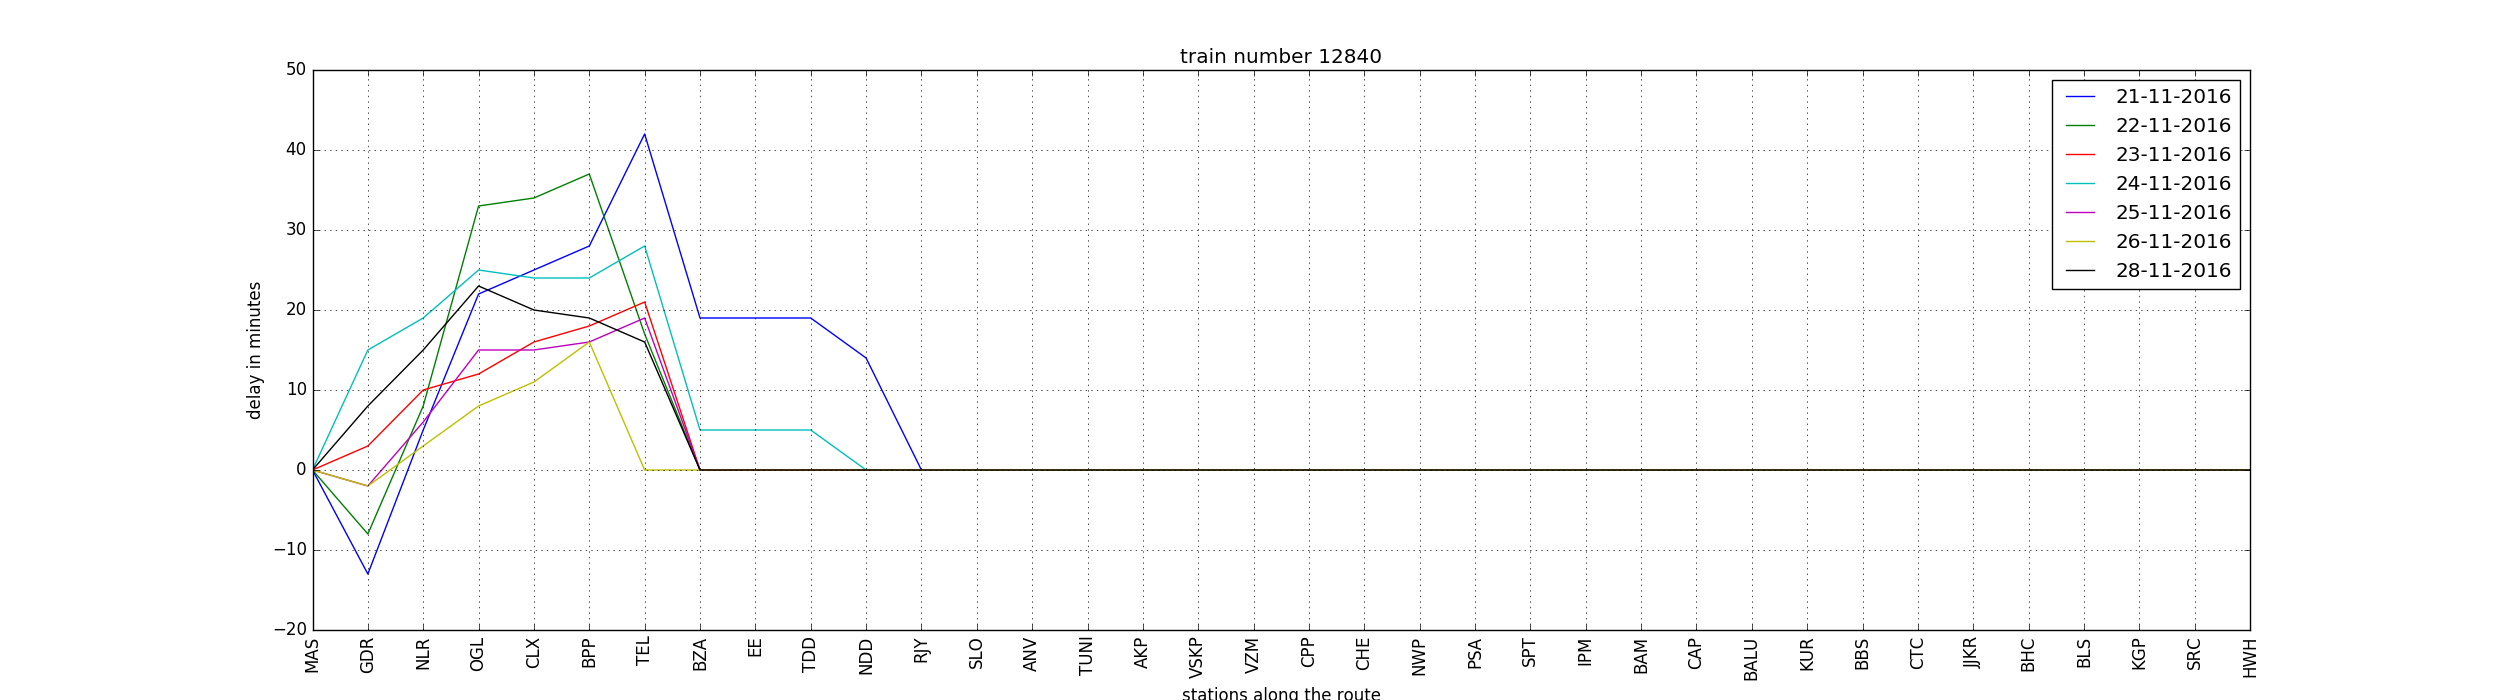 train number 12840
50
40
30
20
10
0
−10
−20
delay in minutes
21-11-2016
22-11-2016
23-11-2016
24-11-2016
25-11-2016
26-11-2016
28-11-2016
MAS
GDR
NLR
OGL
CLX
BPP
TEL
BZA
EE
TDD
NDD
RJY
SLO
ANV
TUNI
AKP
VSKP
VZM
CPP
CHE
NWP
PSA
SPT
IPM
BAM
CAP
BALU
KUR
BBS
CTC
JJKR
BHC
BLS
KGP
SRC
HWH
stations along the route